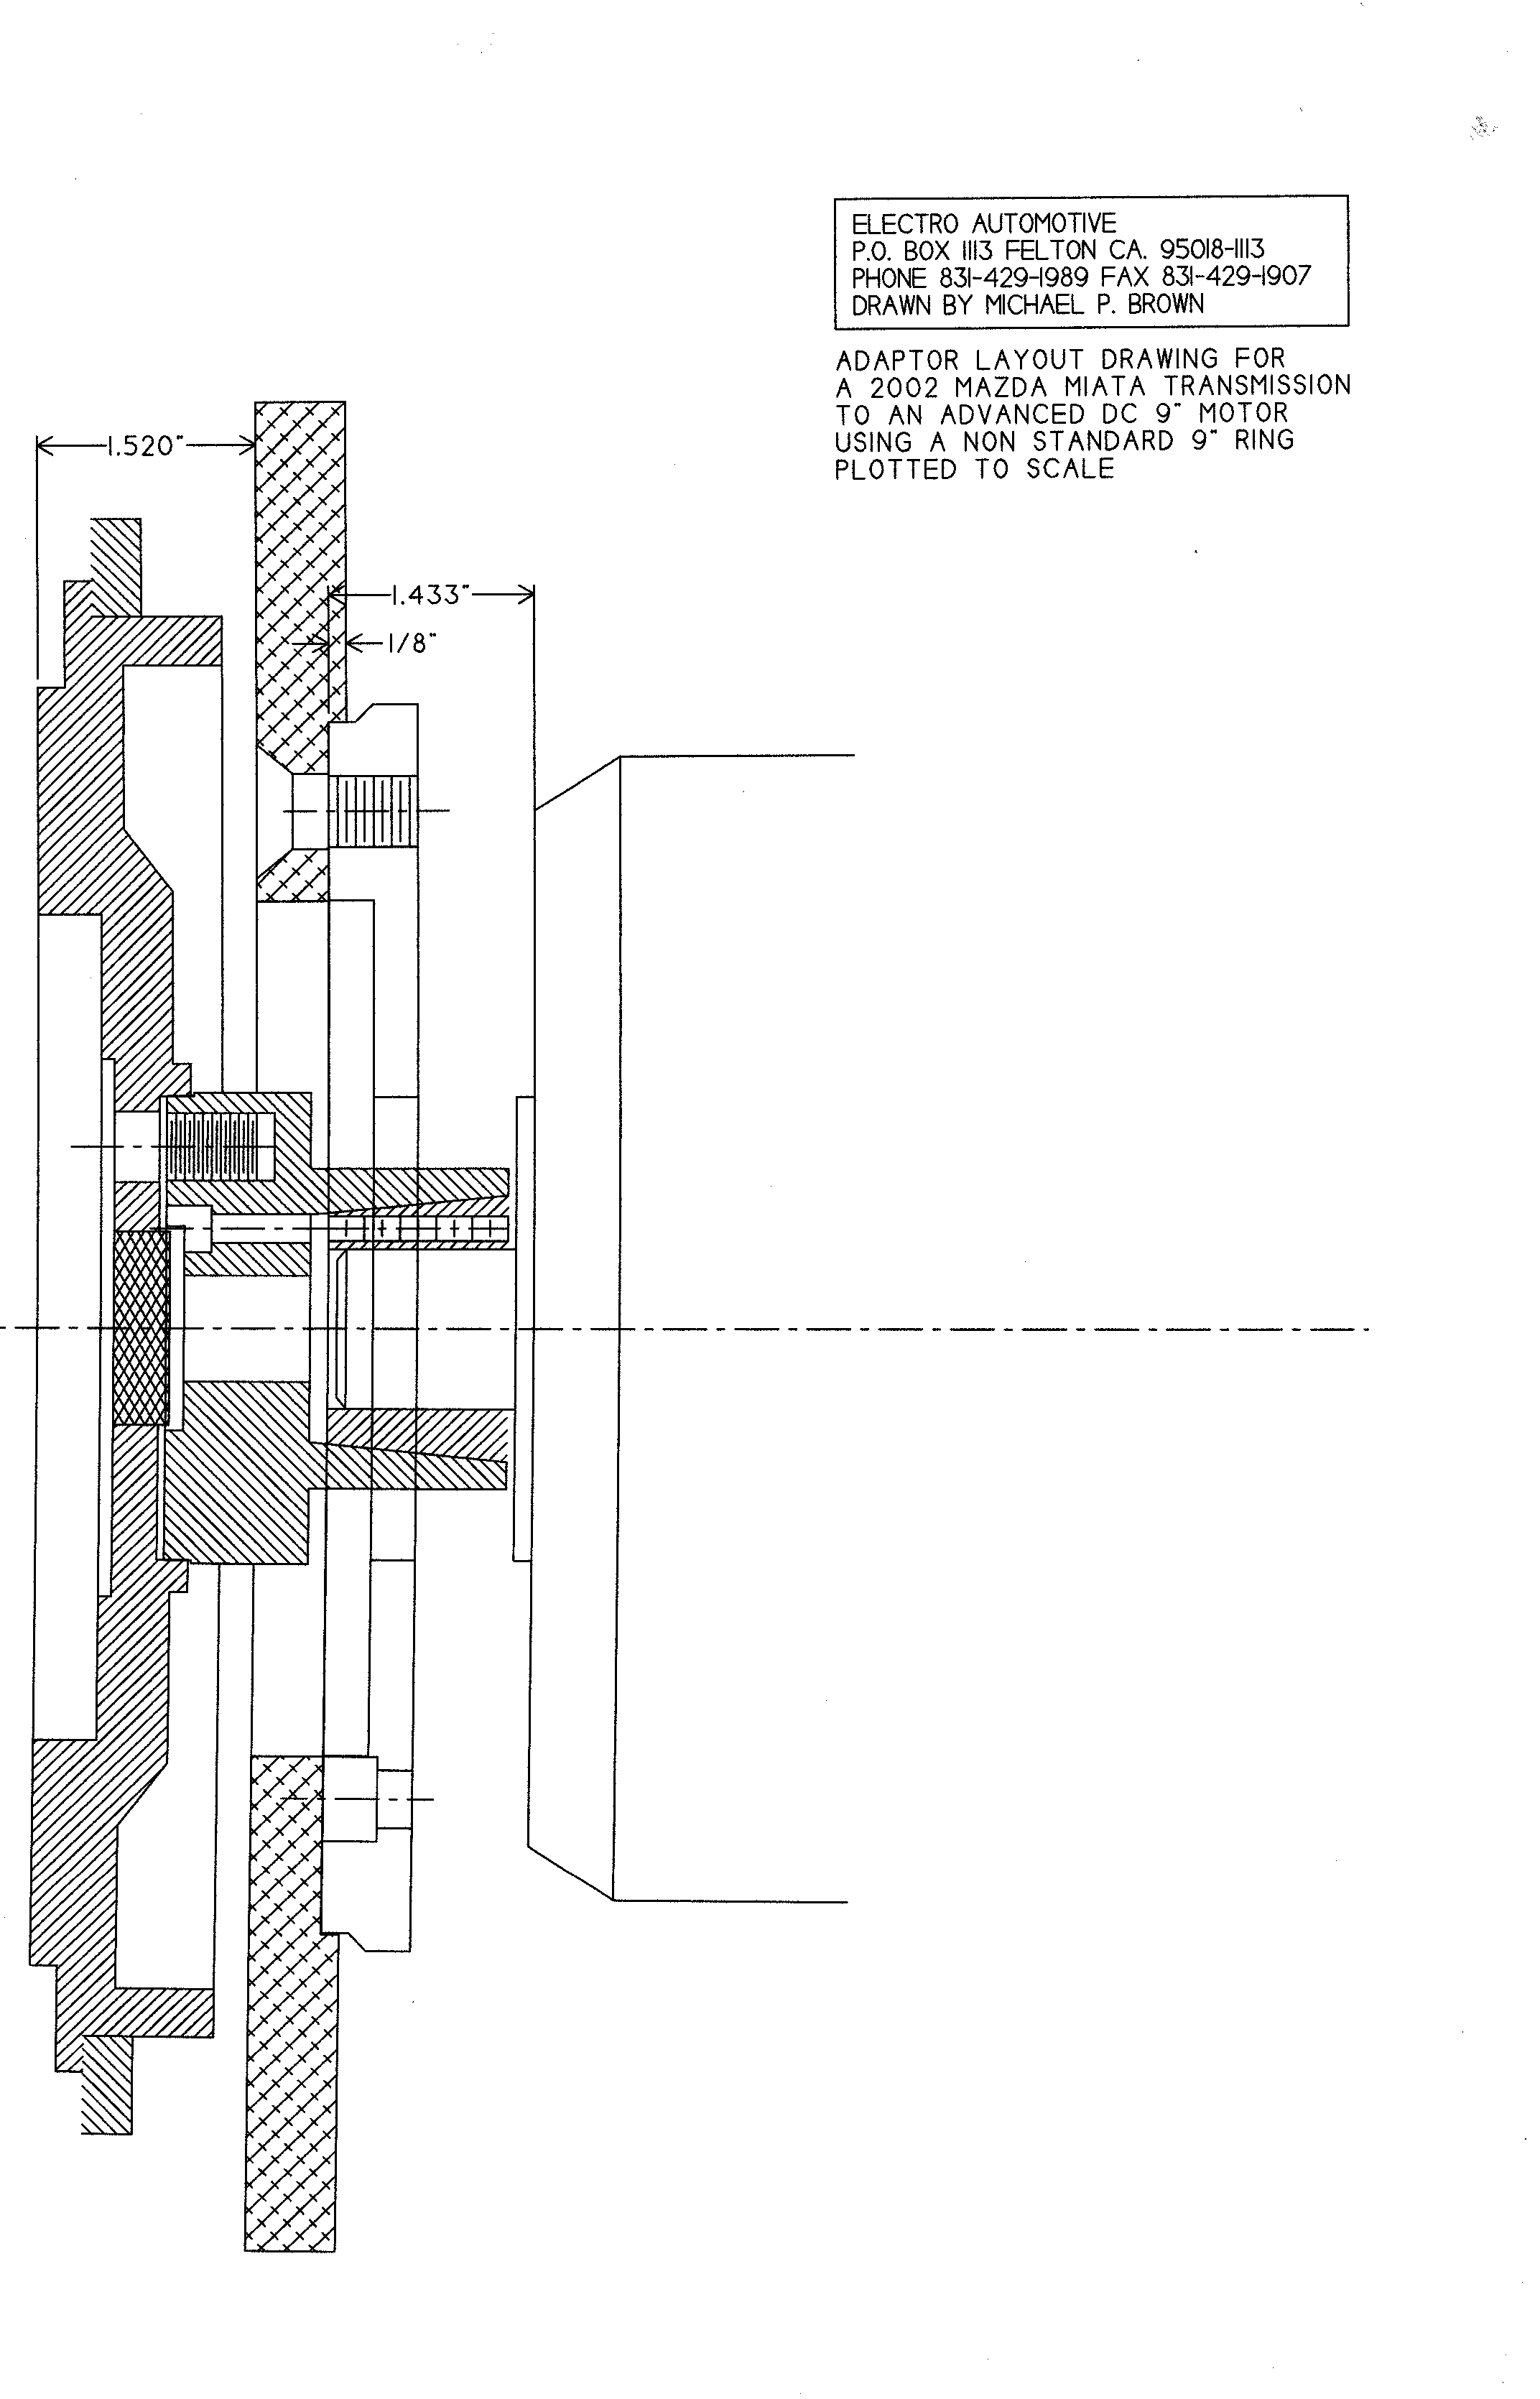 ELECTRO AUTOMOTIVE
P.O. BOX 1113 FELTON CA. 95018-1113
PHONE 831-429-1989 FAX 831-429-1907
DRAWN BY MICHAEL P. BROWN
ADAPTOR LAYOUT DRAWING FOR
A 2002 MAZDA MIATA TRANSMISSION
TO AN ADVANCED DC 9" MOTOR
USING A NON STANDARD 9" RING
PLOTTED TO SCALE
1.520"
1.433"
1/8"